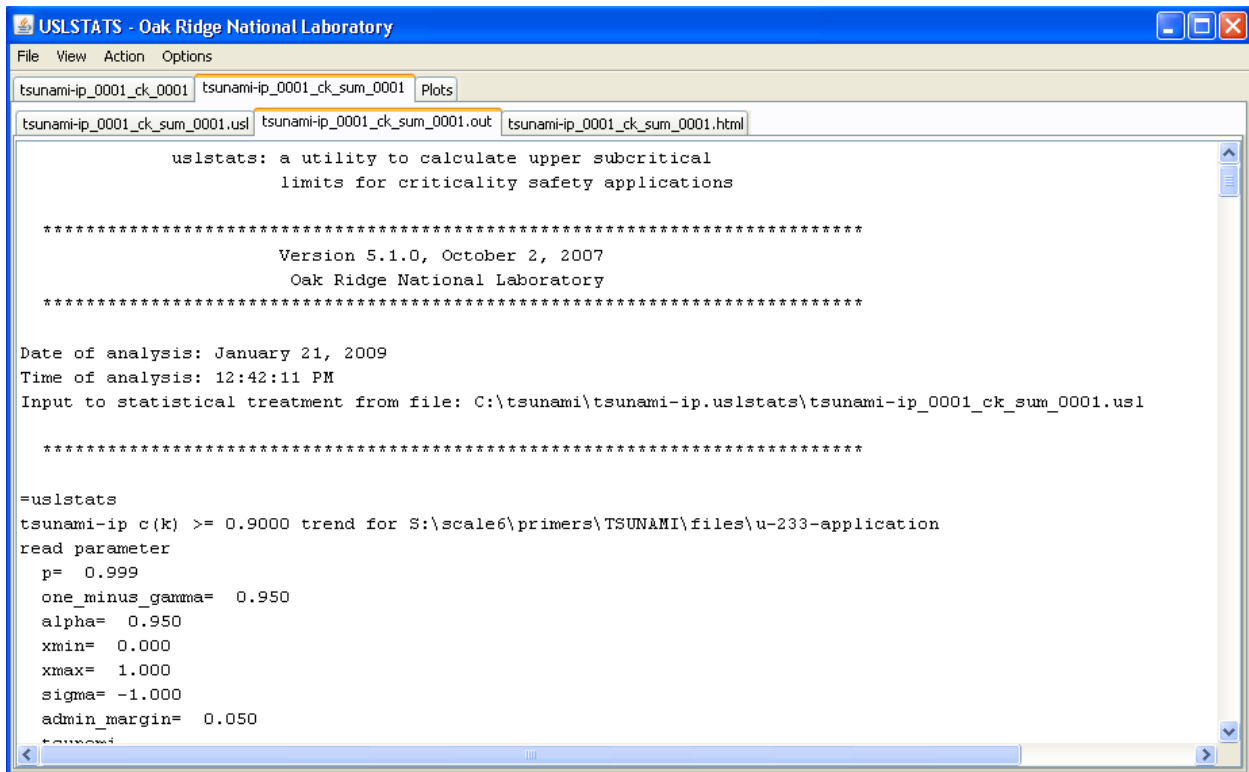 USLSTATS - Oak Ridge National Laboratory
File View Action Options
tsunami-ip_0001_ck_0001 tsunami-ip_0001_ck_sum_0001 Plots
tsunami-ip_0001_ck_sum_0001.usl tsunami-ip_0001_ck_sum_0001.out tsunami-ip_0001_ck_sum_0001.html
uslstats: a utility to calculate upper subcritical
limits for criticality safety applications
****************************************************************************
Version 5.1.0, October 2, 2007
Oak Ridge National Laboratory
****************************************************************************
Date of analysis: January 21, 2009
Time of analysis: 12:42:11 PM
Input to statistical treatment from file: C:\tsunami\tsunami-ip.uslstats\tsunami-ip_0001_ck_sum_0001.usl
****************************************************************************
=uslstats
tsunami-ip c(k) >= 0.9000 trend for S:\scale6\primers\TSUNAMI\files\u-233-application
read parameter
p= 0.999
one_minus_gamma= 0.950
alpha= 0.950
xmin= 0.000
xmax= 1.000
sigma= -1.000
admin_margin= 0.050
tsunami